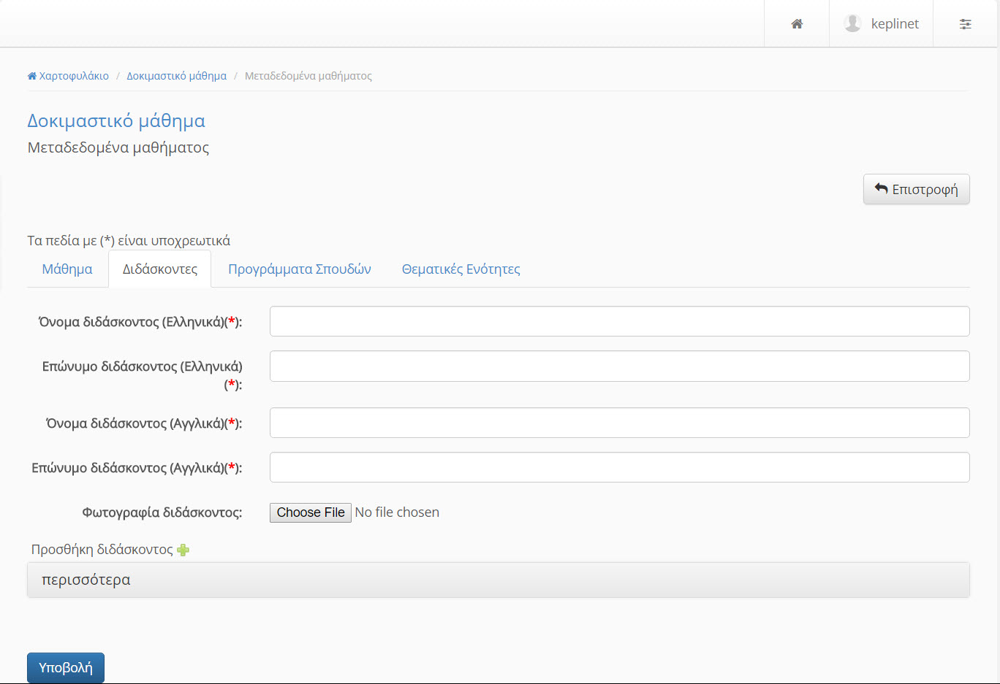 keplinet
Χαρτοφυλάκιο / Δοκιμαστικό μάθημα / Μεταδεδομένα μαθήματος
Δοκιμαστικό μάθημα
Μεταδεδομένα μαθήματος
Επιστροφή
Τα πεδία με (*) είναι υποχρεωτικά
Μάθημα Διδάσκοντες Προγράμματα Σπουδών Θεματικές Ενότητες
Όνομα διδάσκοντος (Ελληνικά)(*):
Επώνυμο διδάσκοντος (Ελληνικά)
(*):
Όνομα διδάσκοντος (Αγγλικά)(*):
Επώνυμο διδάσκοντος (Αγγλικά)(*):
Φωτογραφία διδάσκοντος: Choose File No file chosen
Προσθήκη διδάσκοντος
περισσότερα
Υποβολή